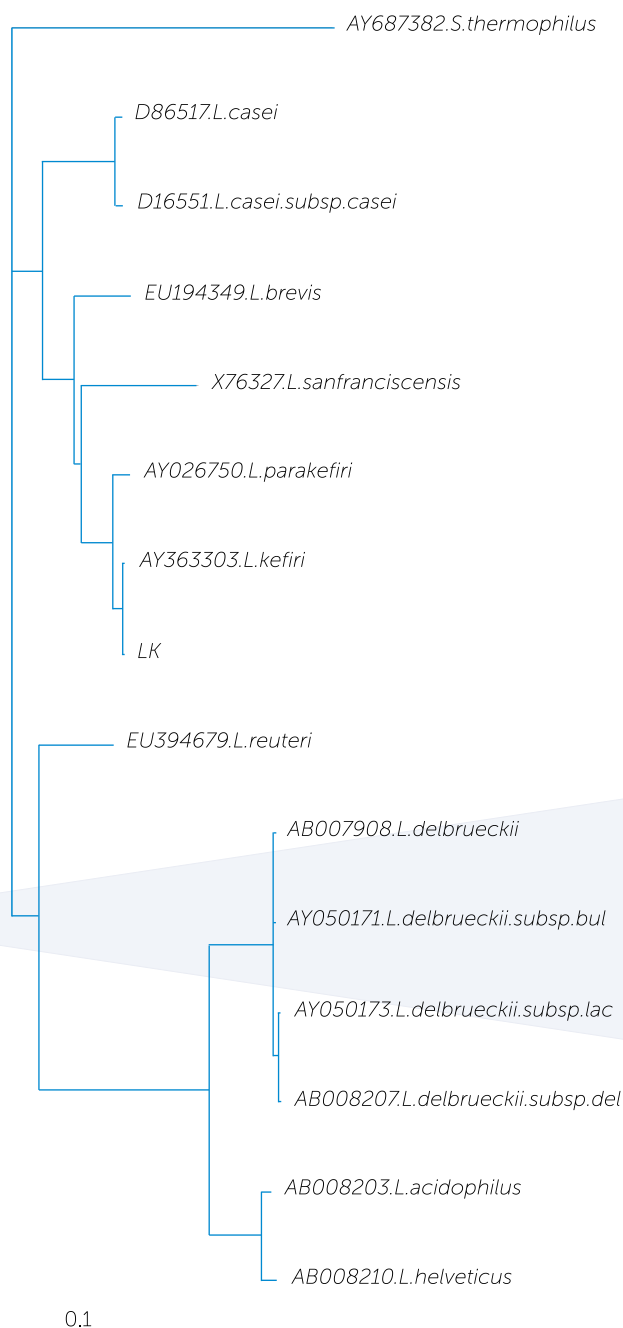 AY687382.S.thermophilus
D86517.L.casei
D16551.L.casei.subsp.casei
EU194349.L.brevis
X76327.L.sanfranciscensis
AY026750.L.parakefiri
AY363303.L.kefiri
LK
EU394679.L.reuteri
AB007908.L.delbrueckii
AY050171.L.delbrueckii.subsp.bul
AY050173.L.delbrueckii.subsp.lac
AB008207.L.delbrueckii.subsp.del
AB008203.L.acidophilus
AB008210.L.helveticus
0.1